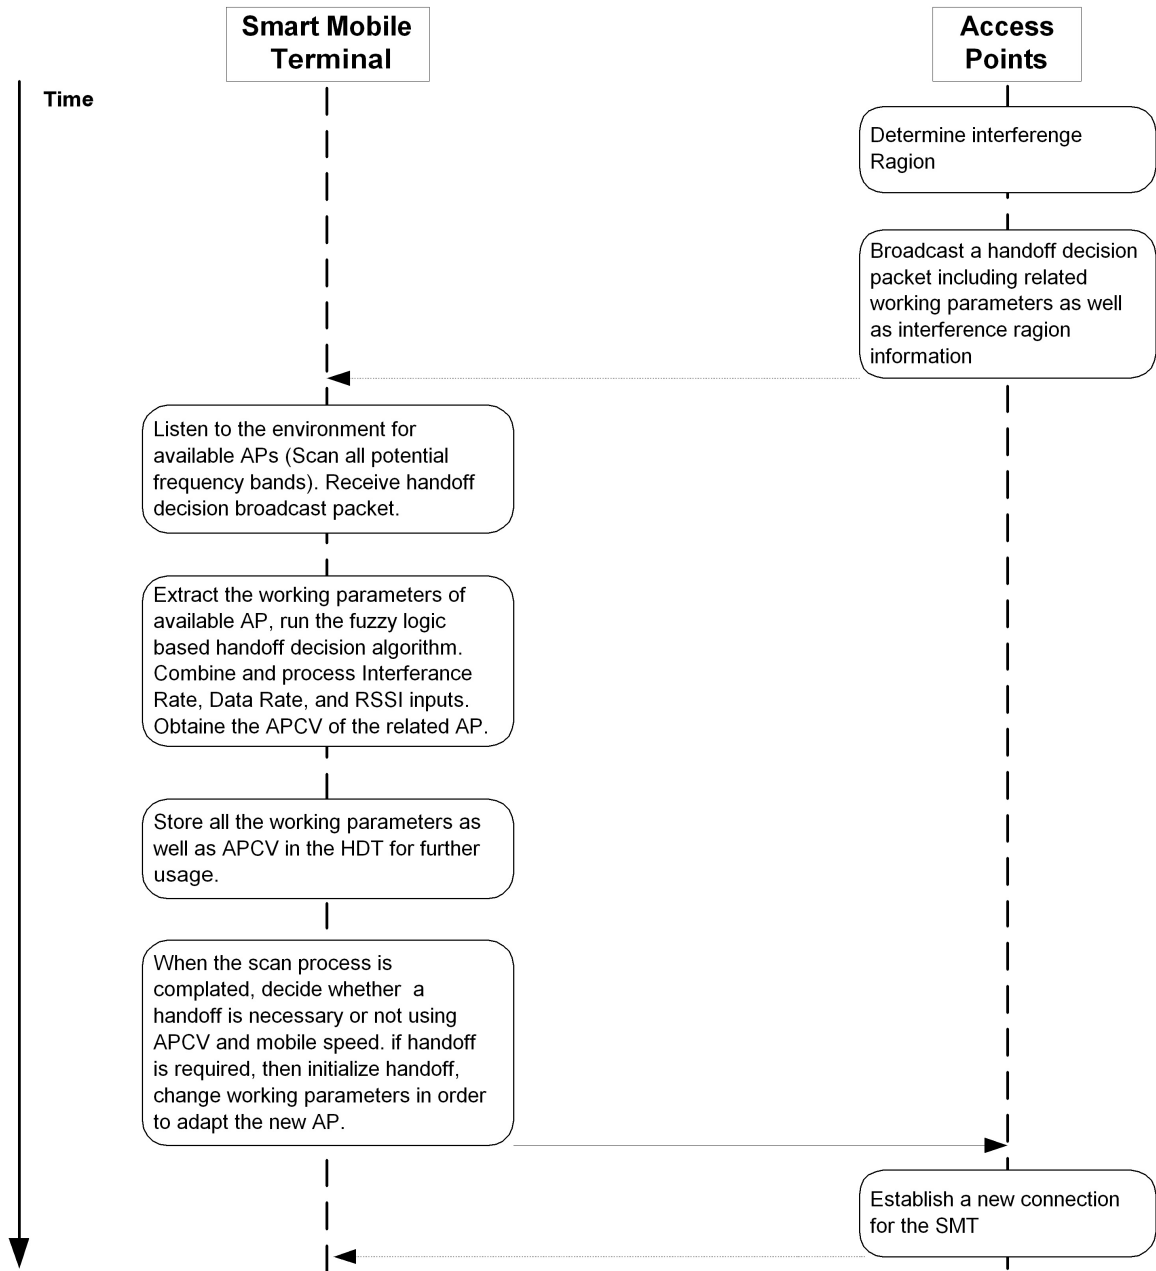 Smart Mobile
Terminal
Access
Points
Time
Determine interferenge
Ragion
Broadcast a handoff decision
packet including related
working parameters as well
as interference ragion
information
Listen to the environment for
available APs (Scan all potential
frequency bands). Receive handoff
decision broadcast packet.
Extract the working parameters of
available AP, run the fuzzy logic
based handoff decision algorithm.
Combine and process Interferance
Rate, Data Rate, and RSSI inputs.
Obtaine the APCV of the related AP.
Store all the working parameters as
well as APCV in the HDT for further
usage.
When the scan process is
complated, decide whether a
handoff is necessary or not using
APCV and mobile speed. if handoff
is required, then initialize handoff,
change working parameters in order
to adapt the new AP.
Establish a new connection
for the SMT